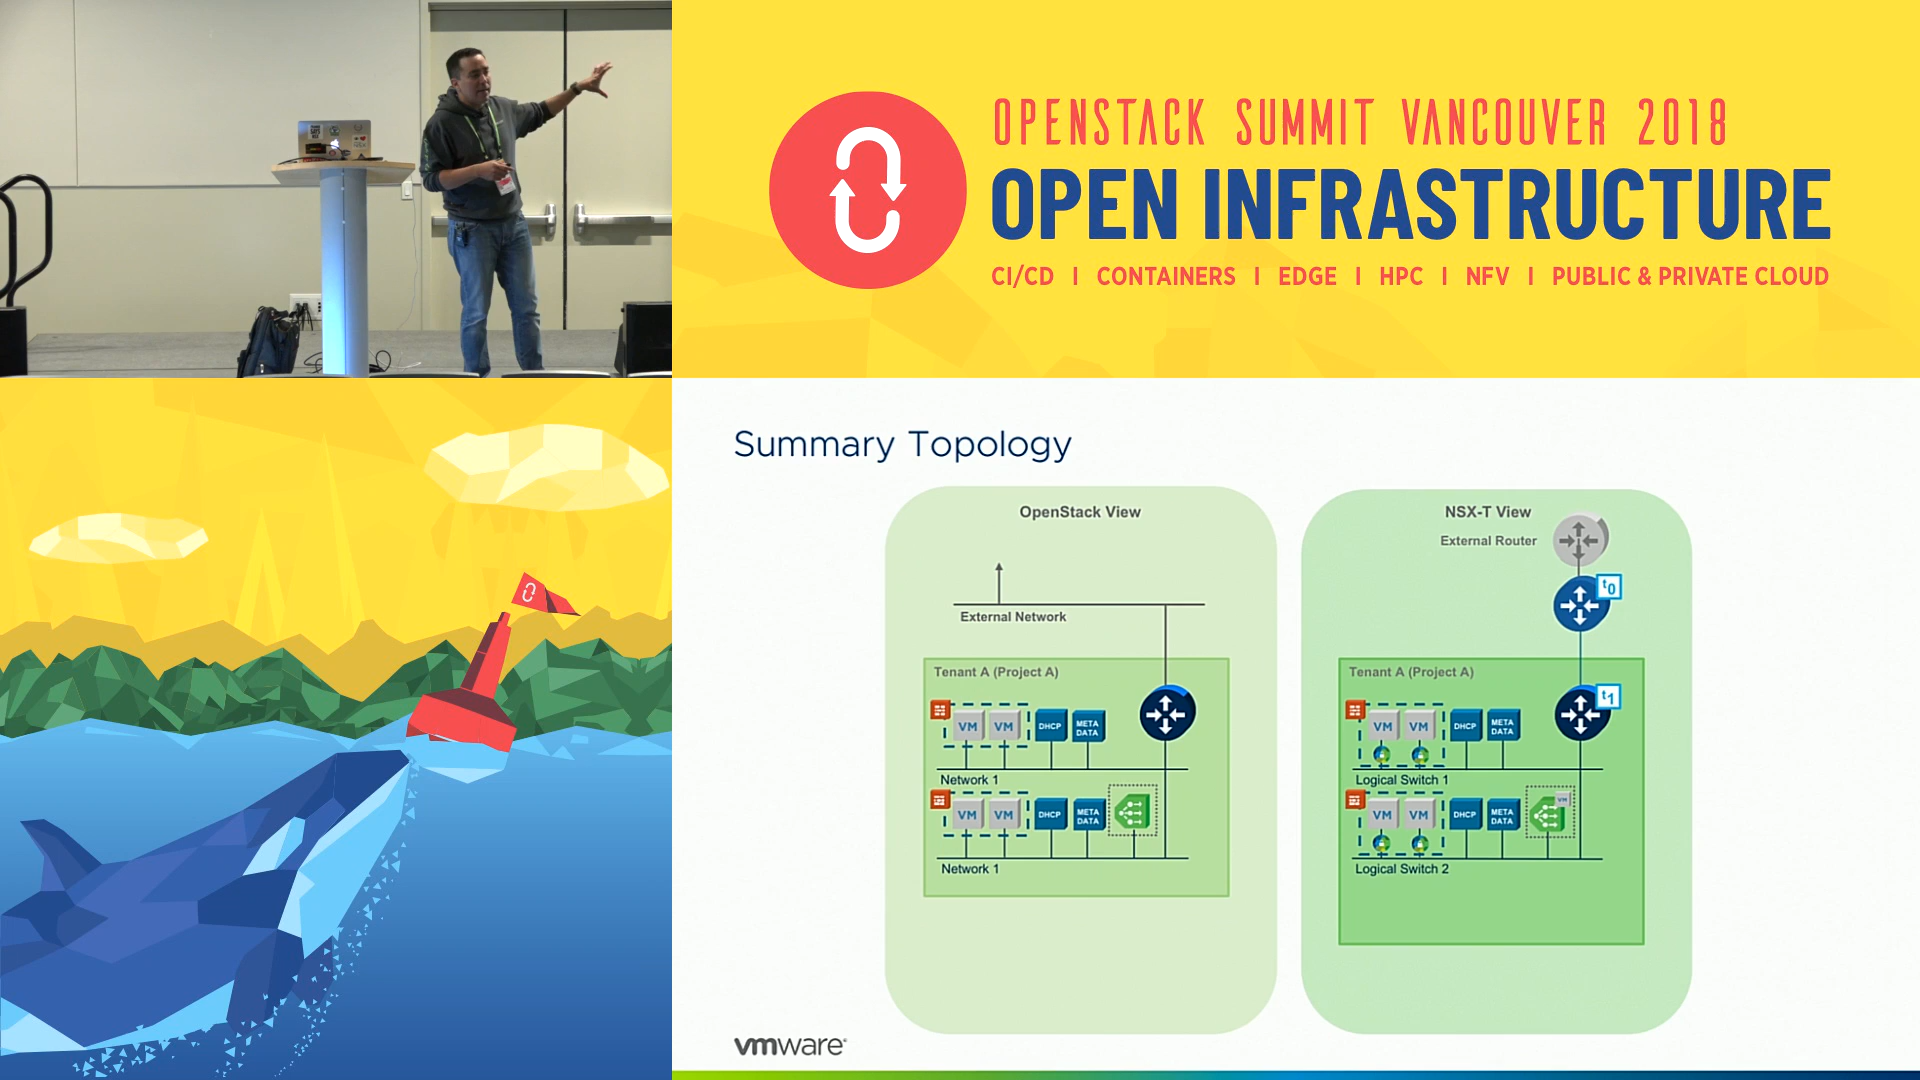 OPENSTACK SUMMIT VANCOUVER 2018
OPEN INFRASTRUCTURE
CI/CD | CONTAINERS | EDGE | HPC | NFV | PUBLIC & PRIVATE CLOUD
Summary Topology
OpenStack View
External Network
Tenant A (Project A)
VM VM DHCP META DATA
Network 1
VM VM DHCP META DATA
Network 1
NSX-T View
External Router
t0
Tenant A (Project A)
t1
VM VM DHCP META DATA
Logical Switch 1
VM VM DHCP META DATA VM
Logical Switch 2
vmware